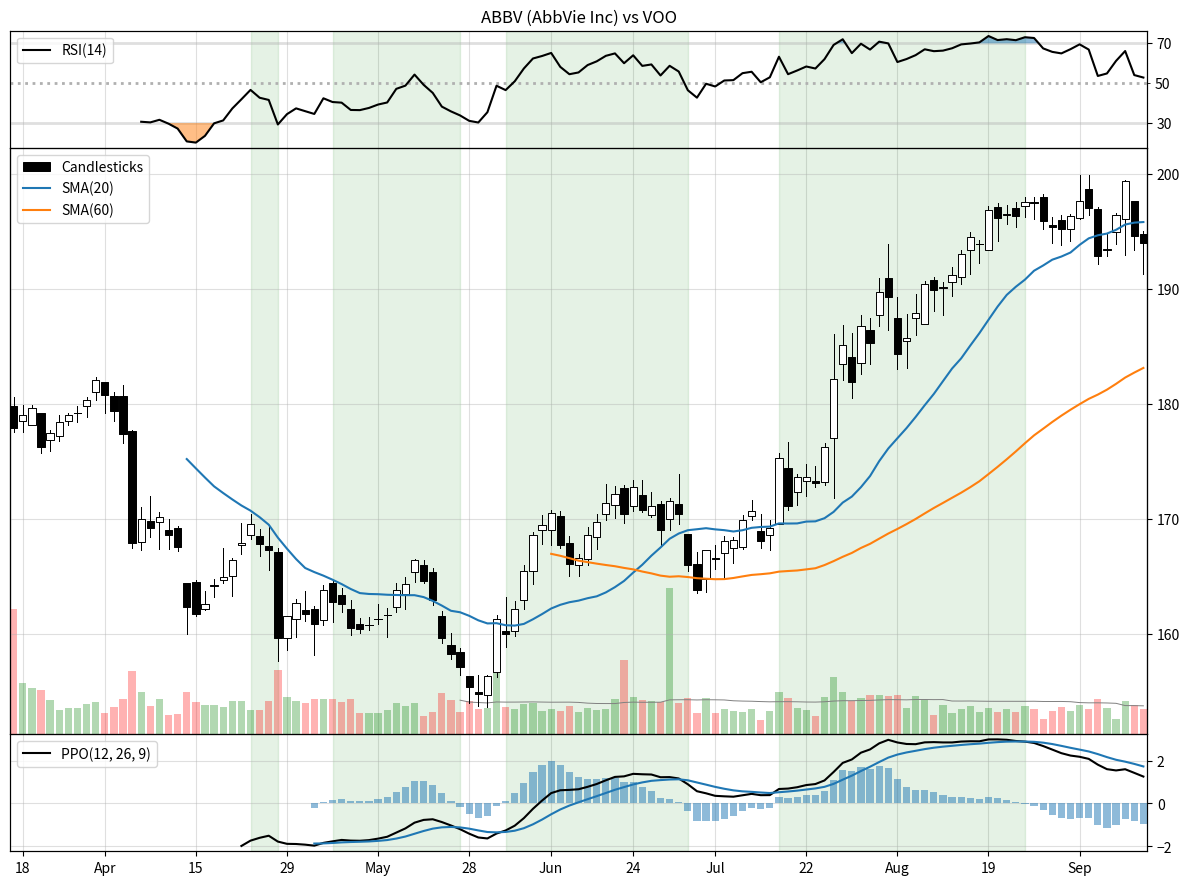 ABBV (AbbVie Inc) vs VOO
RSI(14)
70
50
30
Candlesticks
SMA(20)
SMA(60)
200
190
180
170
160
PPO(12, 26, 9)
2
0
−2
18 Apr 15 29 May 28 Jun 24 Jul 22 Aug 19 Sep